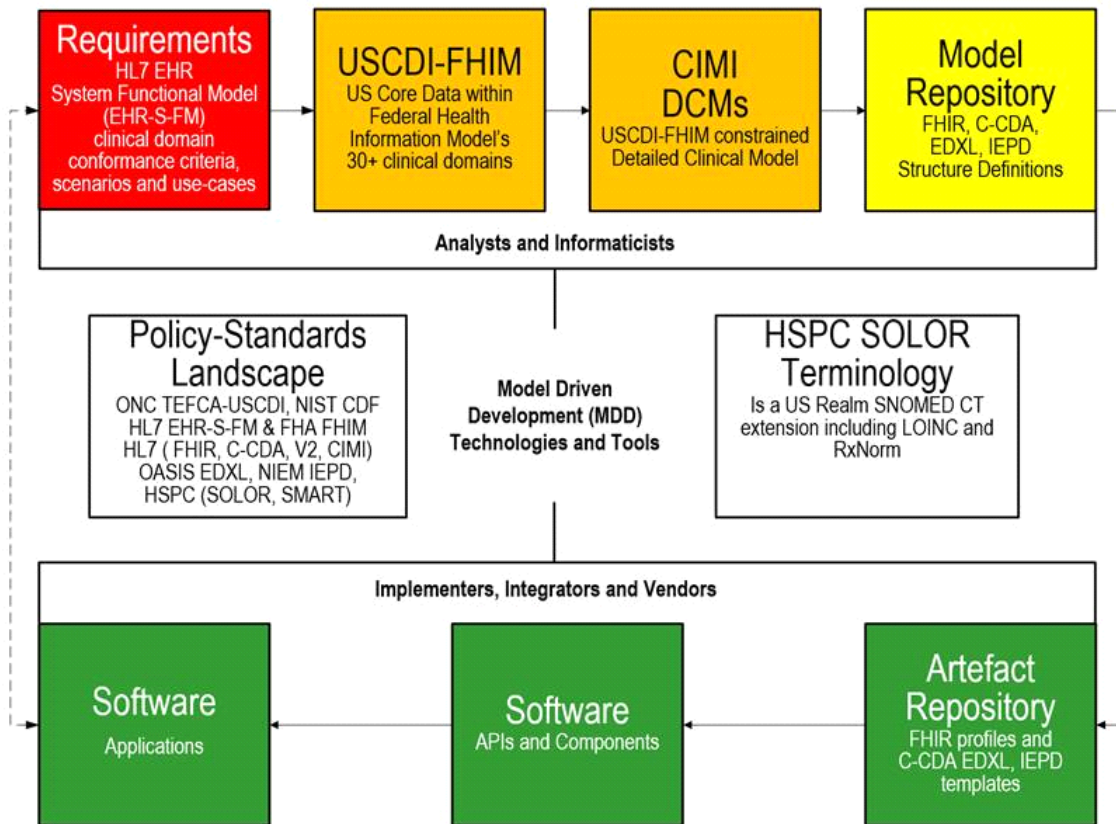 Requirements
HL7 EHR
System Functional Model
(EHR-S-FM)
clinical domain
conformance criteria,
scenarios and use-cases
USCDI-FHIM
US Core Data within
Federal Health
Information Model's
30+ clinical domains
CIMI
DCMs
USCDI-FHIM constrained
Detailed Clinical Model
Model
Repository
FHIR, C-CDA,
EDXL, IEPD
Structure Definitions
Analysts and Informaticists
Policy-Standards
Landscape
ONC TEFCA-USCDI, NIST CDF
HL7 EHR-S-FM & FHA FHIM
HL7 ( FHIR, C-CDA, V2, CIMI)
OASIS EDXL, NIEM IEPD,
HSPC (SOLOR, SMART)
Model Driven
Development (MDD)
Technologies and Tools
HSPC SOLOR
Terminology
Is a US Realm SNOMED CT
extension including LOINC and
RxNorm
Implementers, Integrators and Vendors
Software
Applications
Software
APIs and Components
Artefact
Repository
FHIR profiles and
C-CDA EDXL, IEPD
templates